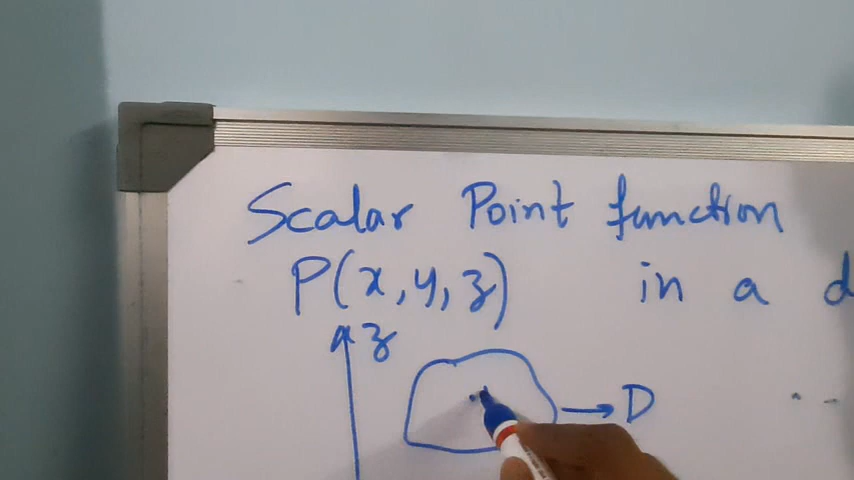 Scalar Point function
P(x, y, z) in a d
z
D